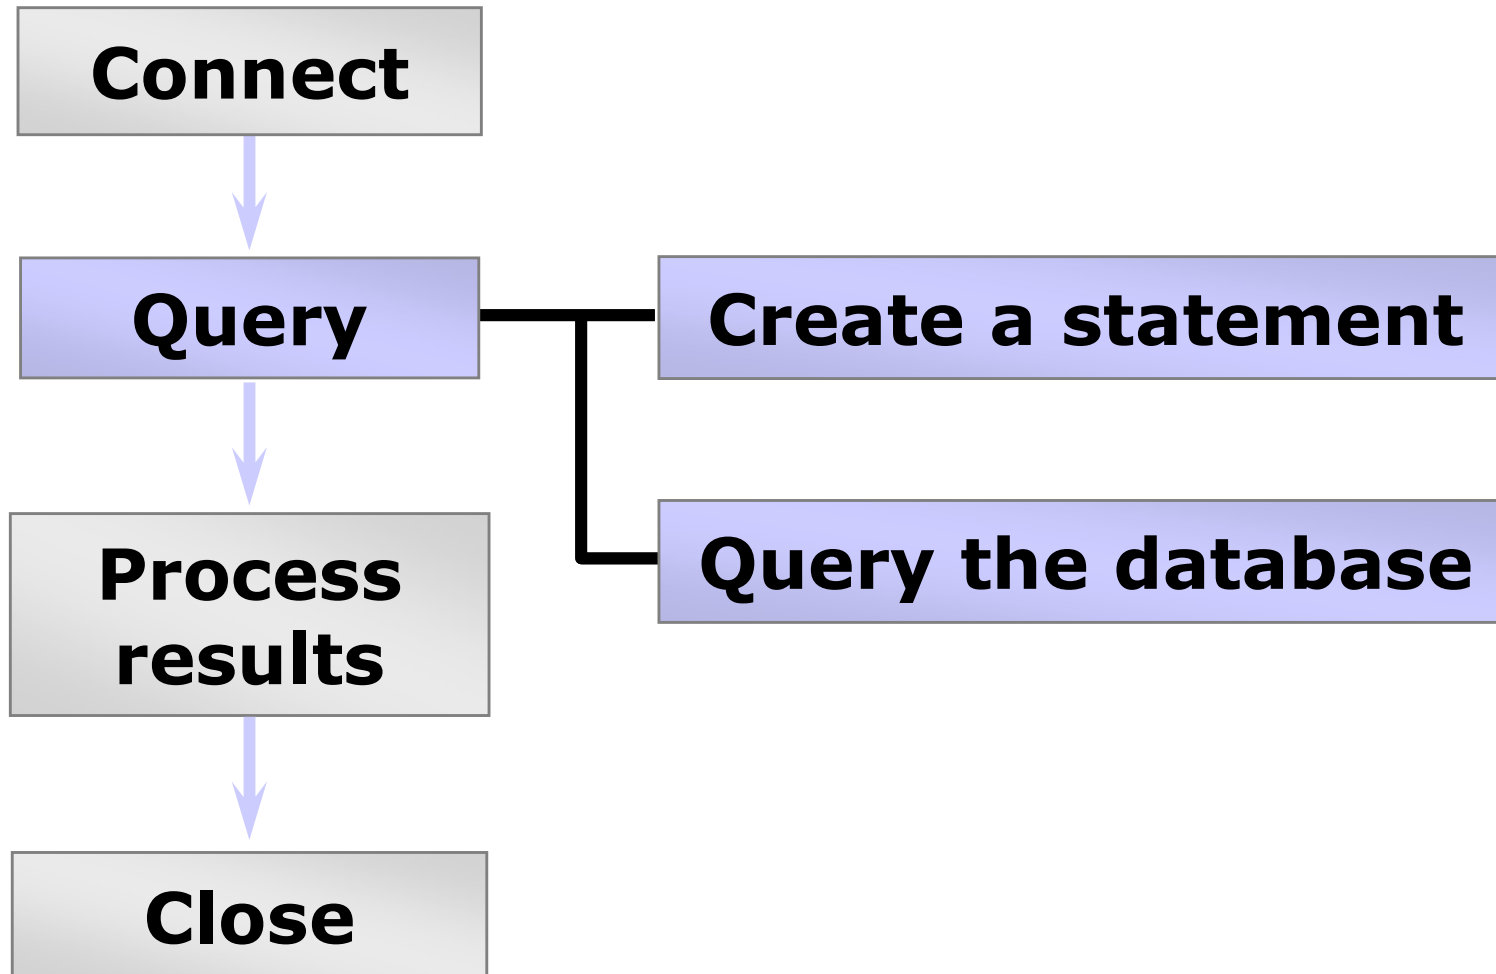 Connect
Query
Create a statement
Query the database
Process
results
Close